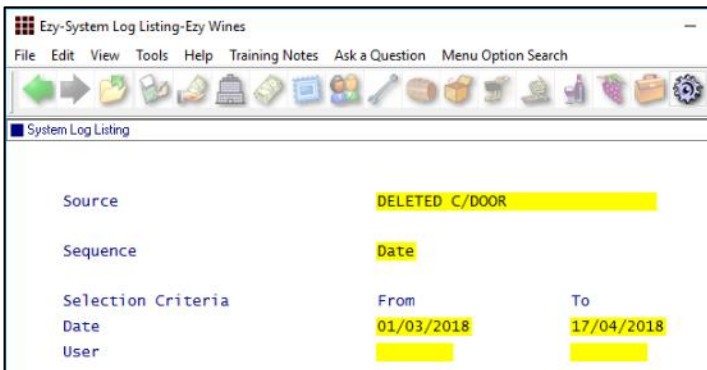 Ezy-System Log Listing-Ezy Wines
File Edit View Tools Help Training Notes Ask a Question Menu Option Search
System Log Listing
Source DELETED C/DOOR
Sequence Date
Selection Criteria From To
Date 01/03/2018 17/04/2018
User